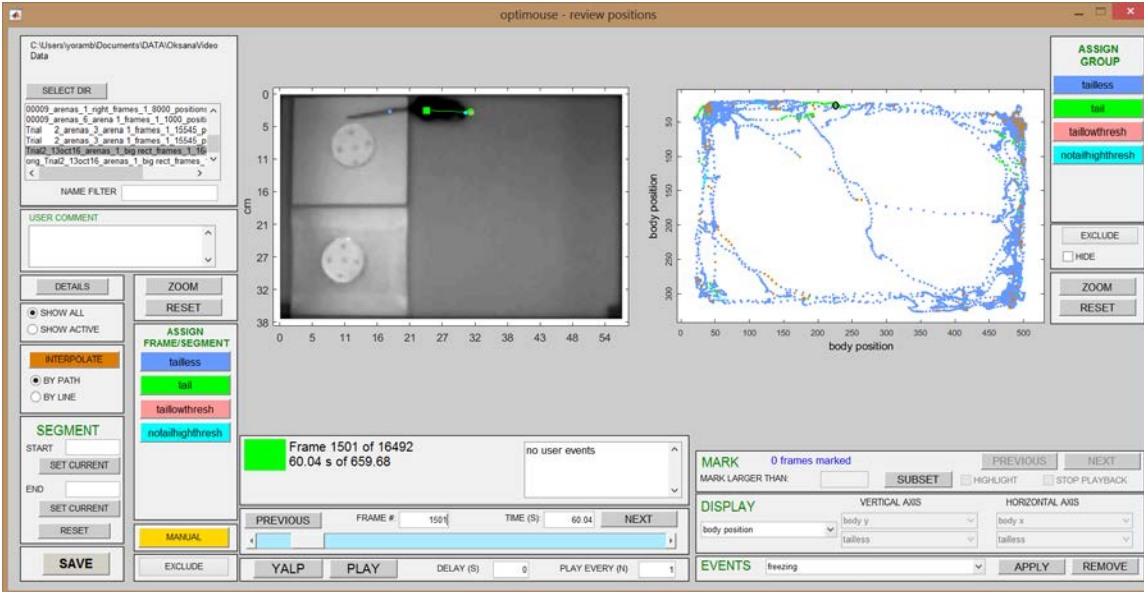 optimouse - review positions
C:\Users\yoramb\Documents\DATA\OksanaVideo
Data
SELECT DIR
00009_arenas_1_right_frames_1_8000_positions
00009_arenas_6_arena 1_frames_1_1000_positi
Trial 2_arenas_3_arena 1_frames_1_15545_p
Trial 2_arenas_3_arena 1_frames_1_15545_p
Trial2_13oct16_arenas_1_big rect_frames_1_16
orig_Trial2_13oct16_arenas_1_big rect_frames_
NAME FILTER
USER COMMENT
DETAILS
SHOW ALL
SHOW ACTIVE
INTERPOLATE
BY PATH
BY LINE
SEGMENT
START
SET CURRENT
END
SET CURRENT
RESET
SAVE
ZOOM
RESET
ASSIGN
FRAME/SEGMENT
tailless
tail
taillowthresh
notailhighthresh
MANUAL
EXCLUDE
cm
0
5
11
16
21
27
32
38
0 5 11 16 21 27 32 38 43 48 54
body position
50
100
150
200
250
300
0 50 100 150 200 250 300 350 400 450 500
body position
ASSIGN
GROUP
tailless
tail
taillowthresh
notailhighthresh
EXCLUDE
HIDE
ZOOM
RESET
Frame 1501 of 16492
60.04 s of 659.68
no user events
PREVIOUS FRAME #: 1501 TIME (S): 60.04 NEXT
YALP PLAY DELAY (S) 0 PLAY EVERY (N) 1
MARK 0 frames marked PREVIOUS NEXT
MARK LARGER THAN: SUBSET HIGHLIGHT STOP PLAYBACK
DISPLAY VERTICAL AXIS HORIZONTAL AXIS
body position body y body x
tailless tailless
EVENTS freezing APPLY REMOVE